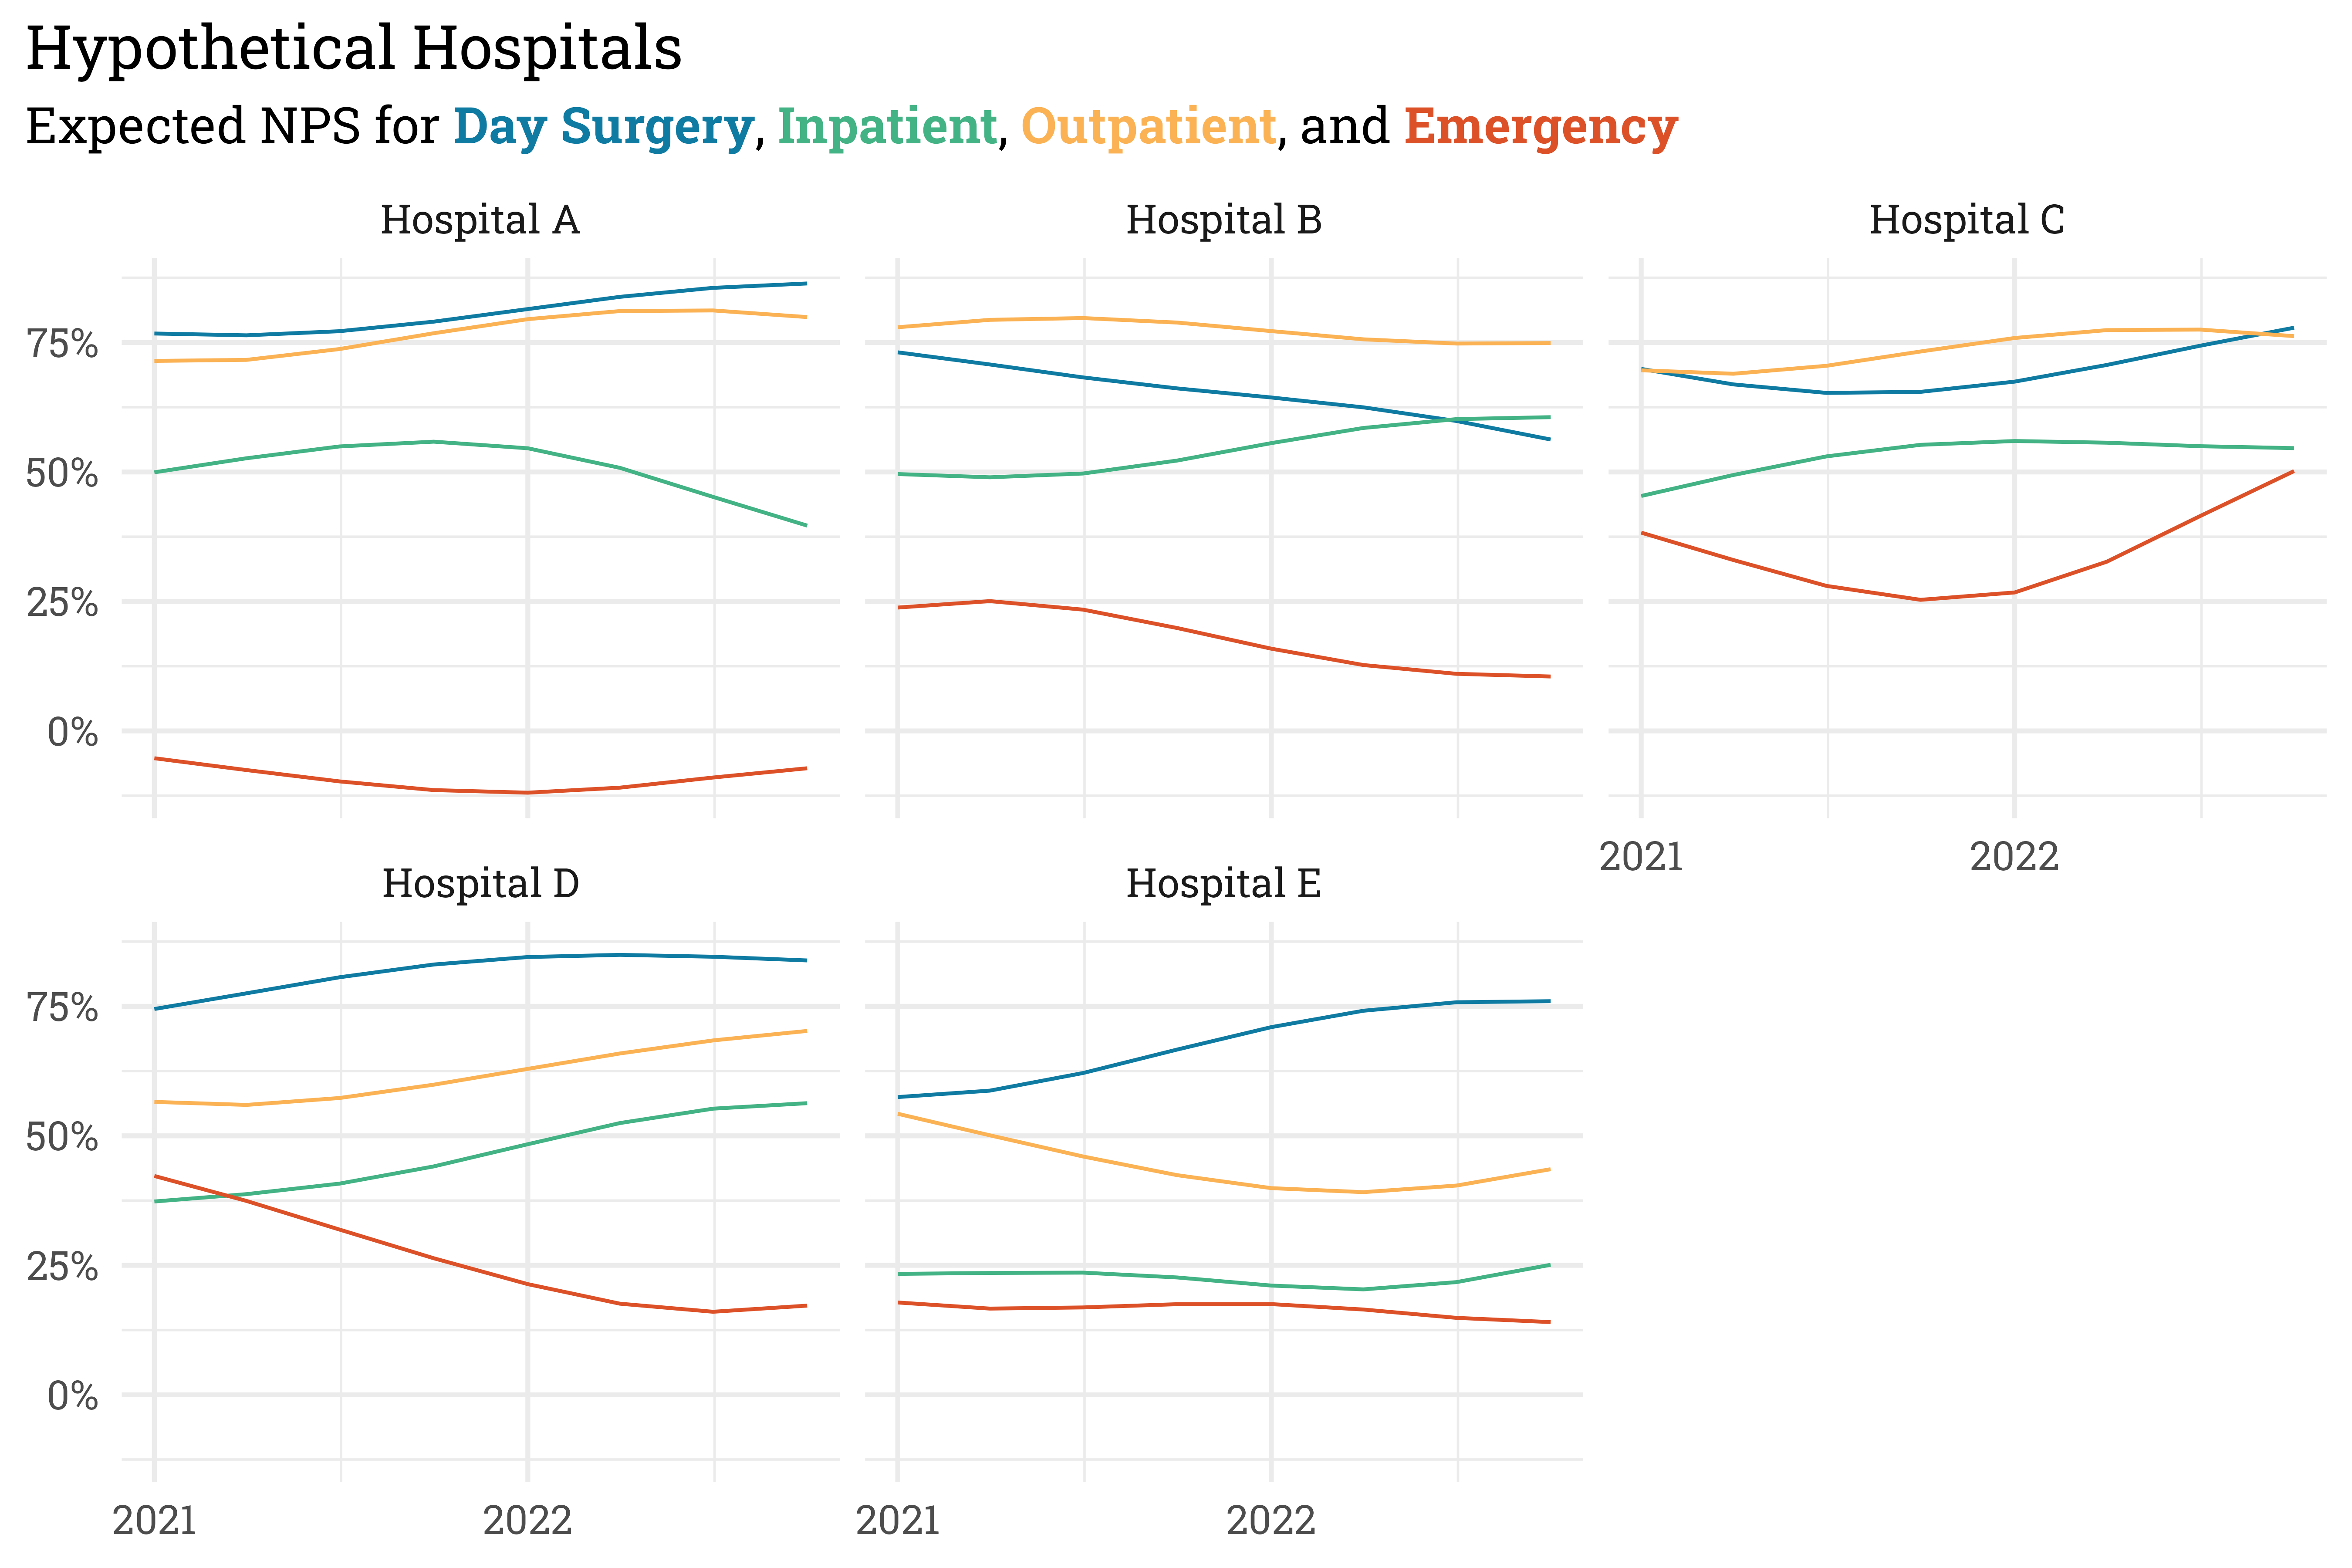 Hypothetical Hospitals
Expected NPS for Day Surgery, Inpatient, Outpatient, and Emergency
Hospital A
Hospital B
Hospital C
75%
50%
25%
0%
2021
2022
Hospital D
Hospital E
75%
50%
25%
0%
2021
2022
2021
2022